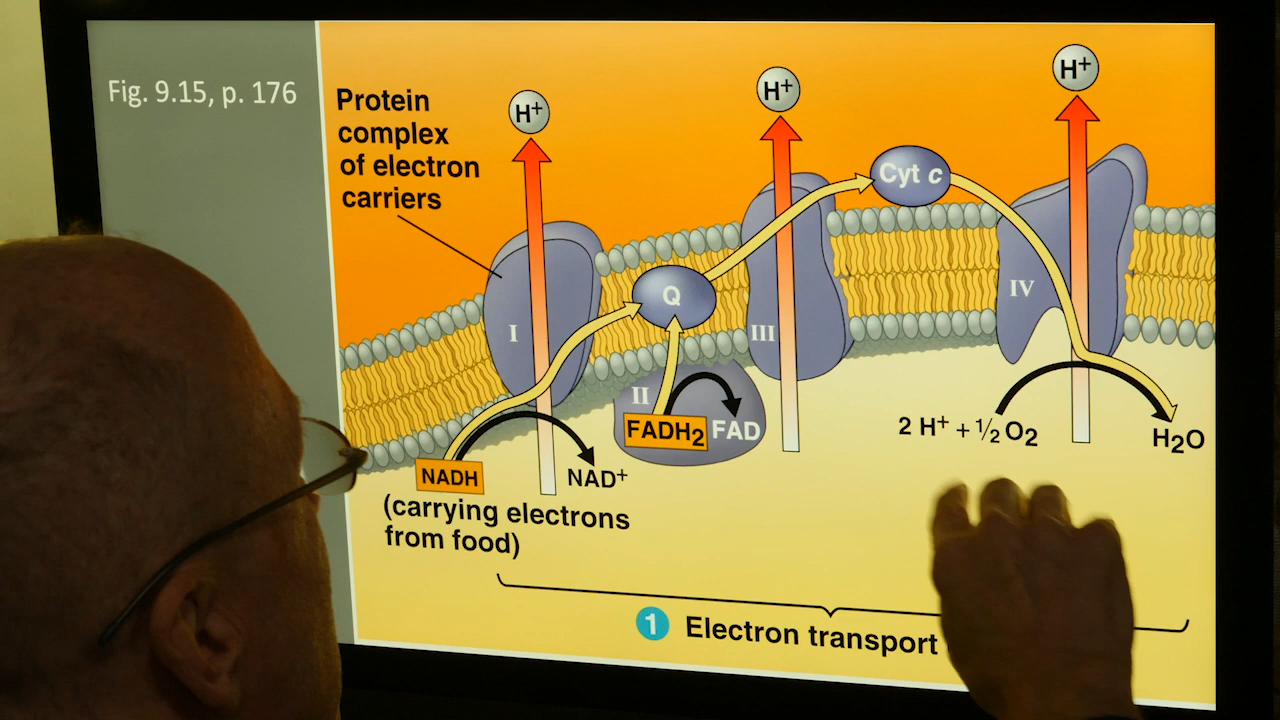 Fig. 9.15, p. 176
Protein
complex
of electron
carriers
H+
H+
H+
Cyt c
Q
I
II
III
IV
FADH2
FAD
NADH
NAD+
(carrying electrons
from food)
2 H+ + 1/2 O2
H2O
1 Electron transport